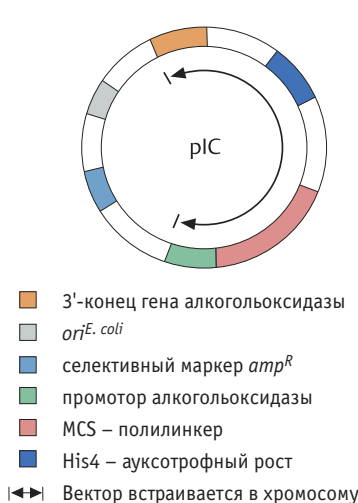 pIC
3'-конец гена алкогольоксидазы
ori^E. coli
селективный маркер amp^R
промотор алкогольоксидазы
MCS – полилинкер
His4 – ауксотрофный рост
Вектор встраивается в хромосому